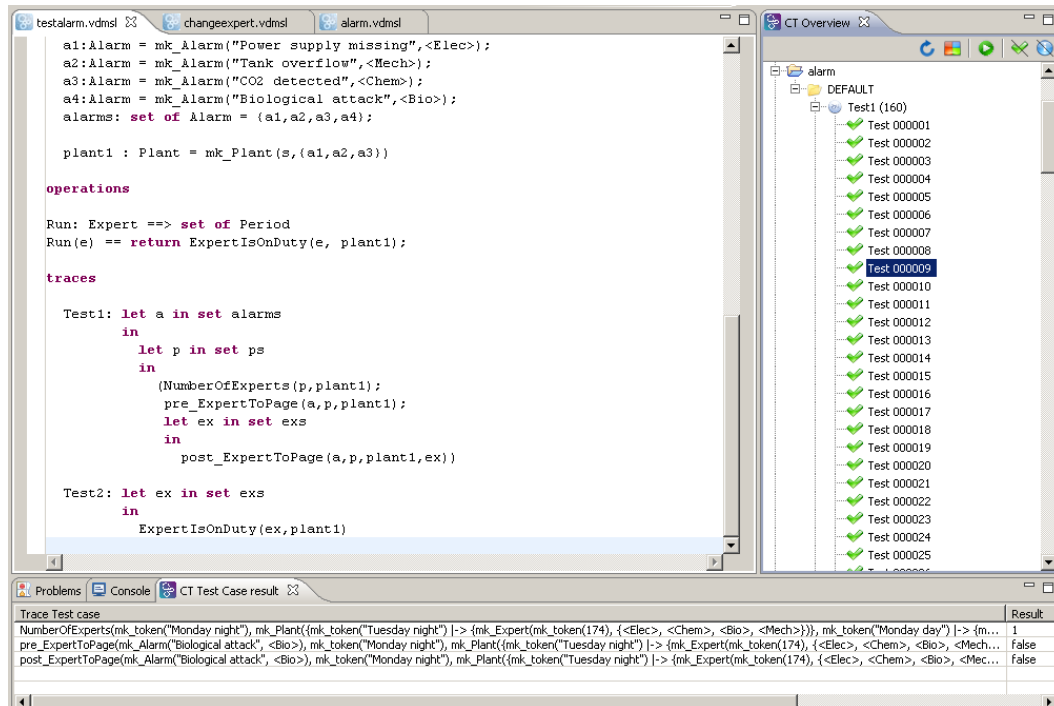 testalarm.vdmsl
changeexpert.vdmsl
alarm.vdmsl
a1:Alarm = mk_Alarm("Power supply missing",<Elec>);
a2:Alarm = mk_Alarm("Tank overflow",<Mech>);
a3:Alarm = mk_Alarm("CO2 detected",<Chem>);
a4:Alarm = mk_Alarm("Biological attack",<Bio>);
alarms: set of Alarm = {a1,a2,a3,a4};
plant1 : Plant = mk_Plant(s,{a1,a2,a3})
operations
Run: Expert ==> set of Period
Run(e) == return ExpertIsOnDuty(e, plant1);
traces
Test1: let a in set alarms
in
let p in set ps
in
(NumberOfExperts(p,plant1);
pre_ExpertToPage(a,p,plant1);
let ex in set exs
in
post_ExpertToPage(a,p,plant1,ex))
Test2: let ex in set exs
in
ExpertIsOnDuty(ex,plant1)
CT Overview
alarm
DEFAULT
Test1 (160)
Test 000001
Test 000002
Test 000003
Test 000004
Test 000005
Test 000006
Test 000007
Test 000008
Test 000009
Test 000010
Test 000011
Test 000012
Test 000013
Test 000014
Test 000015
Test 000016
Test 000017
Test 000018
Test 000019
Test 000020
Test 000021
Test 000022
Test 000023
Test 000024
Test 000025
Problems
Console
CT Test Case result
Trace Test case
Result
NumberOfExperts(mk_token("Monday night"), mk_Plant({mk_token("Tuesday night") |-> {mk_Expert(mk_token(174), {<Elec>, <Chem>, <Bio>, <Mech>})}, mk_token("Monday day") |-> {m...
1
pre_ExpertToPage(mk_Alarm("Biological attack", <Bio>), mk_token("Monday night"), mk_Plant({mk_token("Tuesday night") |-> {mk_Expert(mk_token(174), {<Elec>, <Chem>, <Bio>, <Mech...
false
post_ExpertToPage(mk_Alarm("Biological attack", <Bio>), mk_token("Monday night"), mk_Plant({mk_token("Tuesday night") |-> {mk_Expert(mk_token(174), {<Elec>, <Chem>, <Bio>, <Mec...
false